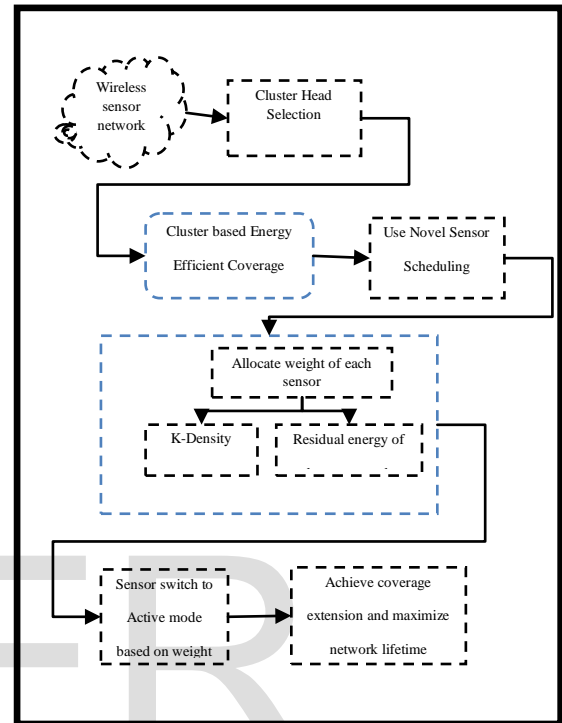 Wireless
sensor
network
Cluster Head
Selection
Cluster based Energy
Efficient Coverage
Use Novel Sensor
Scheduling
Allocate weight of each
sensor
K-Density
Residual energy of
Sensor switch to
Active mode
based on weight
Achieve coverage
extension and maximize
network lifetime